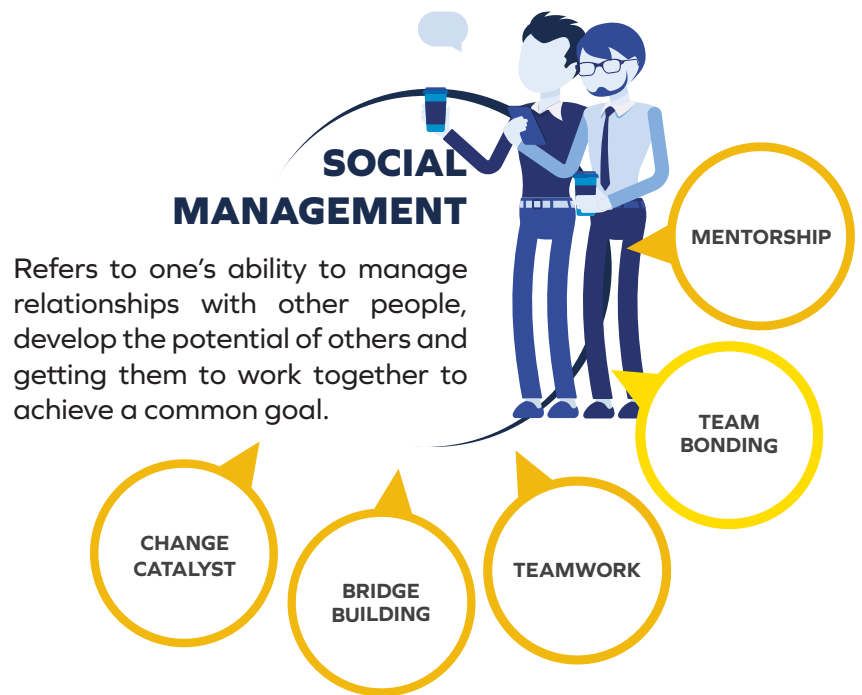 SOCIAL
MANAGEMENT
Refers to one’s ability to manage
relationships with other people,
develop the potential of others and
getting them to work together to
achieve a common goal.
MENTORSHIP
TEAM
BONDING
TEAMWORK
BRIDGE
BUILDING
CHANGE
CATALYST